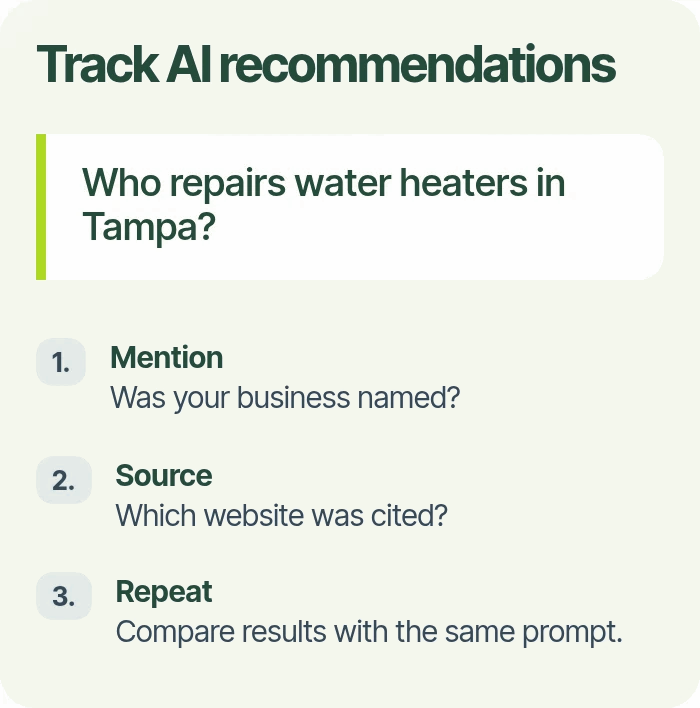 Track AI recommendations
Who repairs water heaters in
Tampa?
1.
Mention
Was your business named?
2.
Source
Which website was cited?
3.
Repeat
Compare results with the same prompt.